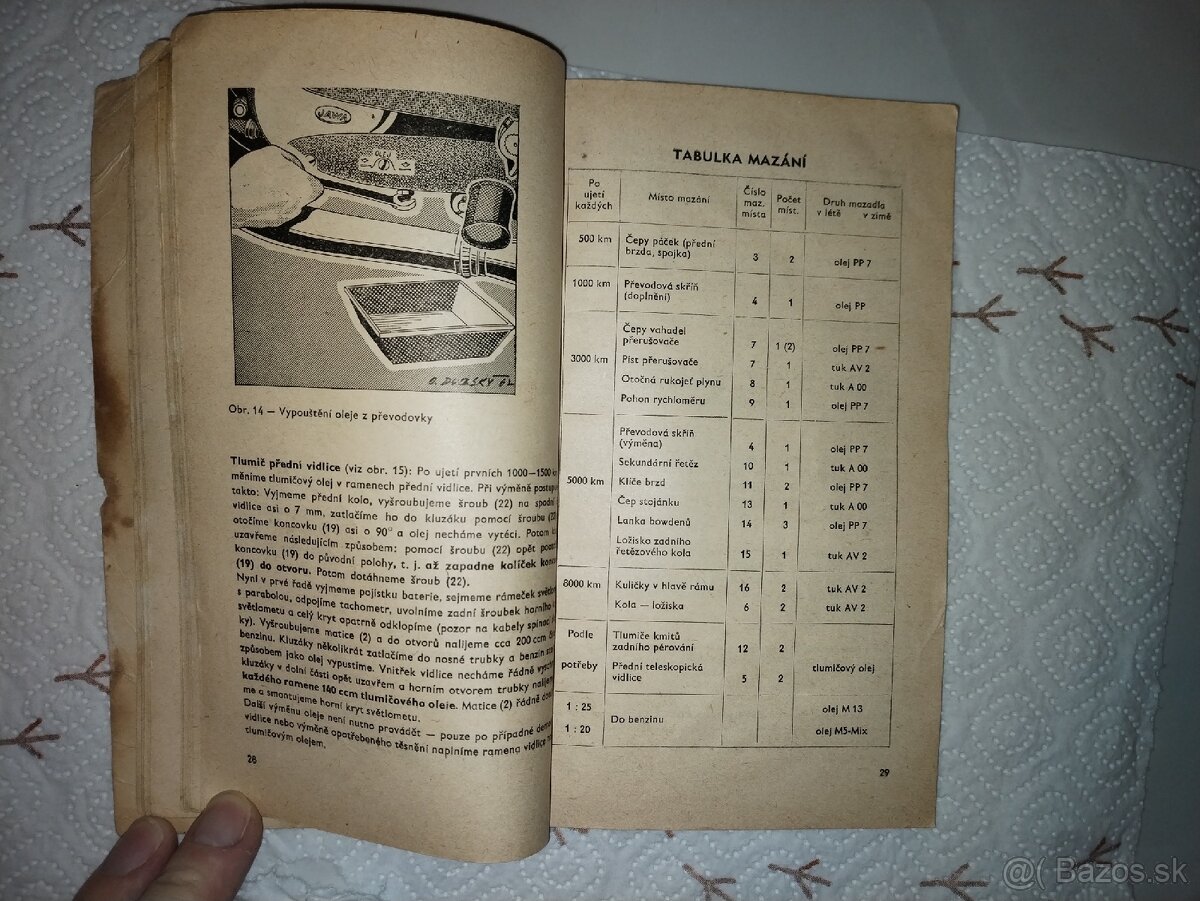 JAWA
Obr. 14 — Vypouštění oleje z převodovky
Tlumič přední vidlice (viz obr. 15): Po ujetí prvních 1000—1500
měníme tlumičový olej v ramenech přední vidlice. Při výměně
takto: Vyjmeme přední kolo, vyšroubujeme šroub (22) na spodní
vidlice asi o 7 mm, zatlačíme ho do kluzáku pomocí šroubu
otočíme koncovku (19) asi o 90° a olej necháme vytéci. Potom
uzavřeme následujícím způsobem: pomocí šroubu (22) opět
koncovku (19) do původní polohy, t. j. až zapadne kolíček
(19) do otvoru. Potom dotáhneme šroub (22).
Nyní v prvé řadě vyjmeme pojistku baterie, sejmeme rámeček
s parabolou, odpojíme tachometr, uvolníme zadní šroubek horního
světlometu a celý kryt opatrně odklopíme (pozor na kabely
ky). Vyšroubujeme matice (2) a do otvorů nalijeme cca 200 ccm
benzinu. Kluzáky několikrát zatlačíme do nosné trubky a benzin
způsobem jako olej vypustíme. Vnitřek vidlice necháme řádně
kluzáky v dolní části opět uzavřem a horním otvorem trubky
každého ramene 140 ccm tlumičového oleje. Matice (2) řádně
me a smontujeme horní kryt světlometu.
Další výměnu oleje není nutno provádět — pouze po případné
vidlice nebo výměně opotřebeného těsnění naplníme ramena vidlice
tlumičovým olejem.
28
TABULKA MAZÁNÍ
Po ujetí každých Místo mazání Číslo maz. místa Počet míst. Druh mazadla v létě v zimě
500 km Čepy páček (přední brzda, spojka) 3 2 olej PP 7
1000 km Převodová skříň (doplnění) 4 1 olej PP
3000 km Čepy vahadel přerušovače 7 1 (2) olej PP 7
Pist přerušovače 7 1 tuk AV 2
Otočná rukojeť plynu 8 1 tuk A 00
Pohon rychloměru 9 1 olej PP 7
5000 km Převodová skříň (výměna) 4 1 olej PP 7
Sekundární řetěz 10 1 tuk A 00
Klíče brzd 11 2 olej PP 7
Čep stojánku 13 1 tuk A 00
Lanka bowdenů 14 3 olej PP 7
Ložisko zadního řetězového kola 15 1 tuk AV 2
6000 km Kuličky v hlavě rámu 16 2 tuk AV 2
Kola — ložiska 6 2 tuk AV 2
Podle potřeby Tlumiče kmitů zadního pérování 12 2
Přední teleskopická vidlice 5 2 tlumičový olej
1 : 25 Do benzinu olej M 13
1 : 20 olej M5-Mix
29
@( Bazos.sk